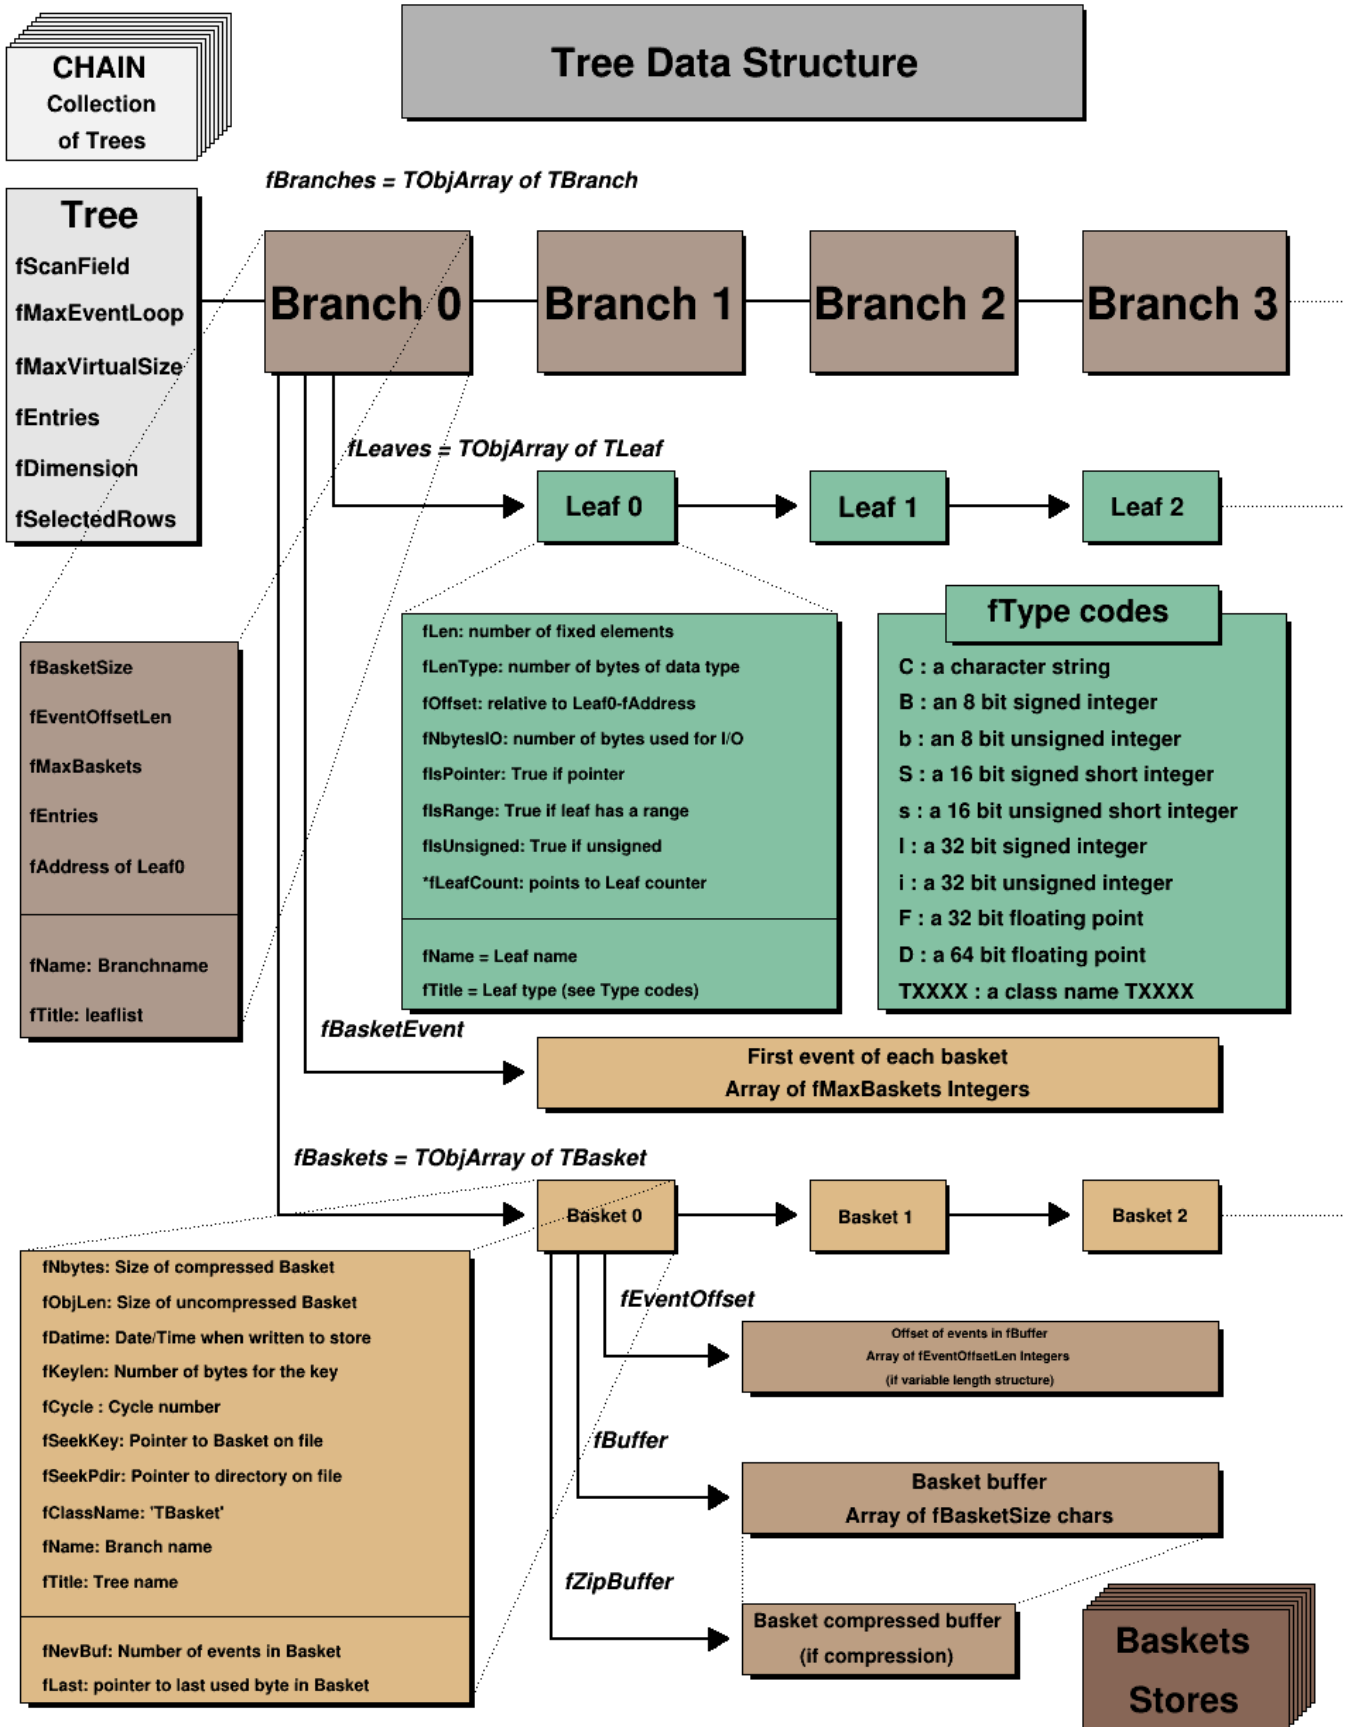 CHAIN
Collection
of Trees
Tree Data Structure
fBranches = TObjArray of TBranch
Tree
fScanField
fMaxEventLoop
fMaxVirtualSize
fEntries
fDimension
fSelectedRows
Branch 0
Branch 1
Branch 2
Branch 3
fLeaves = TObjArray of TLeaf
Leaf 0
Leaf 1
Leaf 2
fBasketSize
fEventOffsetLen
fMaxBaskets
fEntries
fAddress of Leaf0
fName: Branchname
fTitle: leaflist
fLen: number of fixed elements
fLenType: number of bytes of data type
fOffset: relative to Leaf0-fAddress
fNbytesIO: number of bytes used for I/O
fIsPointer: True if pointer
fIsRange: True if leaf has a range
fIsUnsigned: True if unsigned
*fLeafCount: points to Leaf counter
fName = Leaf name
fTitle = Leaf type (see Type codes)
fType codes
C : a character string
B : an 8 bit signed integer
b : an 8 bit unsigned integer
S : a 16 bit signed short integer
s : a 16 bit unsigned short integer
I : a 32 bit signed integer
i : a 32 bit unsigned integer
F : a 32 bit floating point
D : a 64 bit floating point
TXXXX : a class name TXXXX
fBasketEvent
First event of each basket
Array of fMaxBaskets Integers
fBaskets = TObjArray of TBasket
Basket 0
Basket 1
Basket 2
fNbytes: Size of compressed Basket
fObjLen: Size of uncompressed Basket
fDatime: Date/Time when written to store
fKeylen: Number of bytes for the key
fCycle : Cycle number
fSeekKey: Pointer to Basket on file
fSeekPdir: Pointer to directory on file
fClassName: 'TBasket'
fName: Branch name
fTitle: Tree name
fNevBuf: Number of events in Basket
fLast: pointer to last used byte in Basket
fEventOffset
Offset of events in fBuffer
Array of fEventOffsetLen Integers
(if variable length structure)
fBuffer
Basket buffer
Array of fBasketSize chars
fZipBuffer
Basket compressed buffer
(if compression)
Baskets
Stores